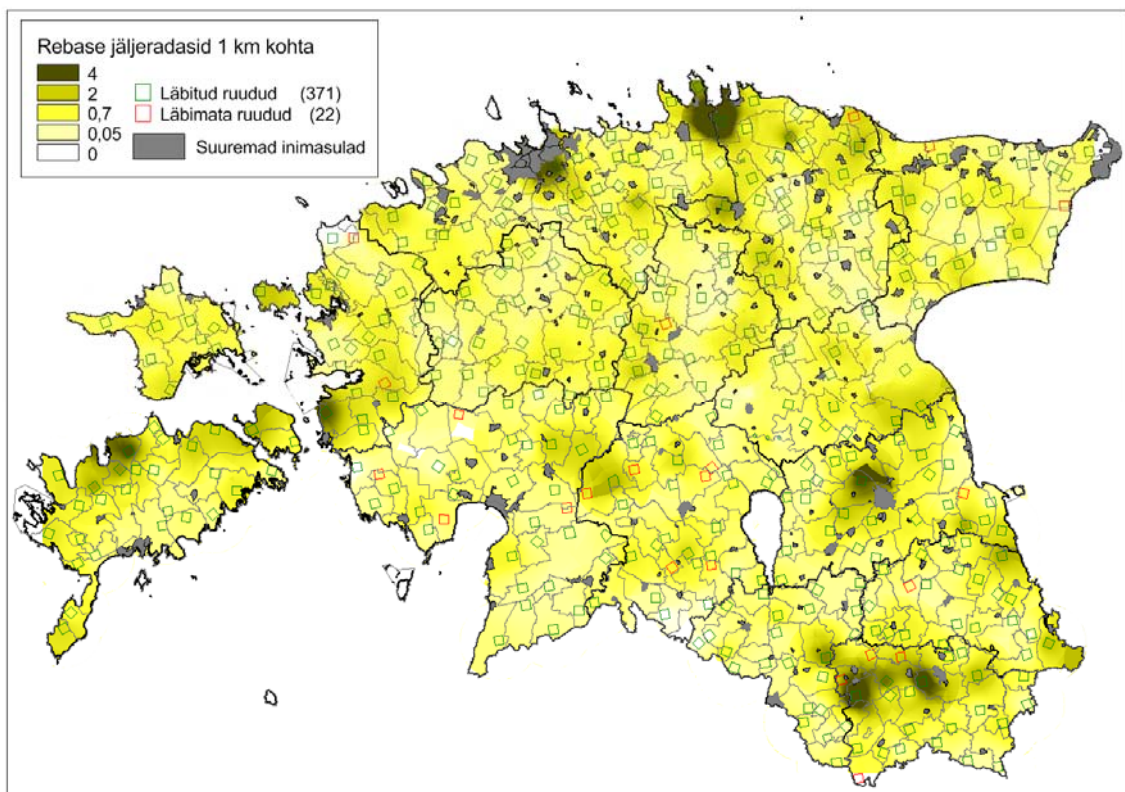 Rebase jäljeradasid 1 km kohta
4
2
0,7
0,05
0
Läbitud ruudud (371)
Läbimata ruudud (22)
Suuremad inimasulad